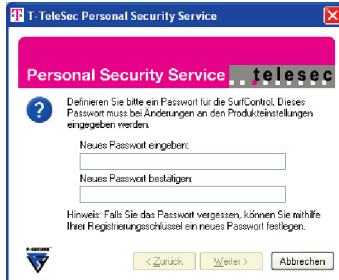 T-TeleSec Personal Security Service
Personal Security Service telesec
Definieren Sie bitte ein Passwort für die SurfControl. Dieses
Passwort muss bei Änderungen an den Produkteinstellungen
eingegeben werden.
Neues Passwort eingeben:
Neues Passwort bestätigen:
Hinweis: Falls Sie das Passwort vergessen, können Sie mithilfe
Ihrer Registrierungsschlüssel ein neues Passwort festlegen.
F-SECURE
< Zurück Weiter > Abbrechen